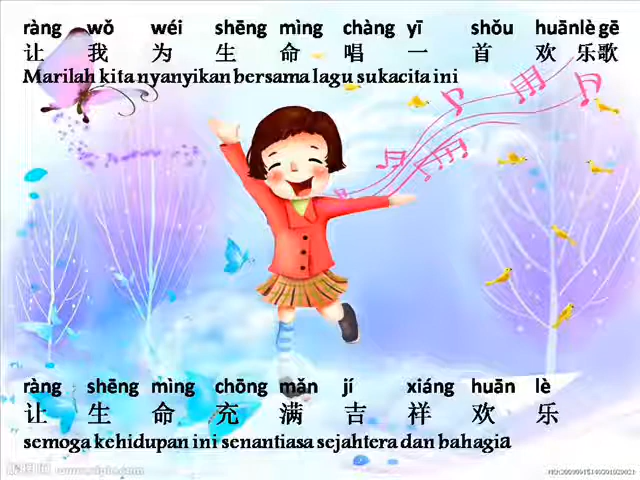 ràng wǒ wéi shēng mìng chàng yī shǒu huānlè gē
让 我 为 生 命 唱 一 首 欢 乐歌
Marilah kita nyanyikan bersama lagu sukacita ini
ràng shēng mìng chōng mǎn jí xiáng huān lè
让 生 命 充 满 吉 祥 欢 乐
semoga kehidupan ini senantiasa sejahtera dan bahagia